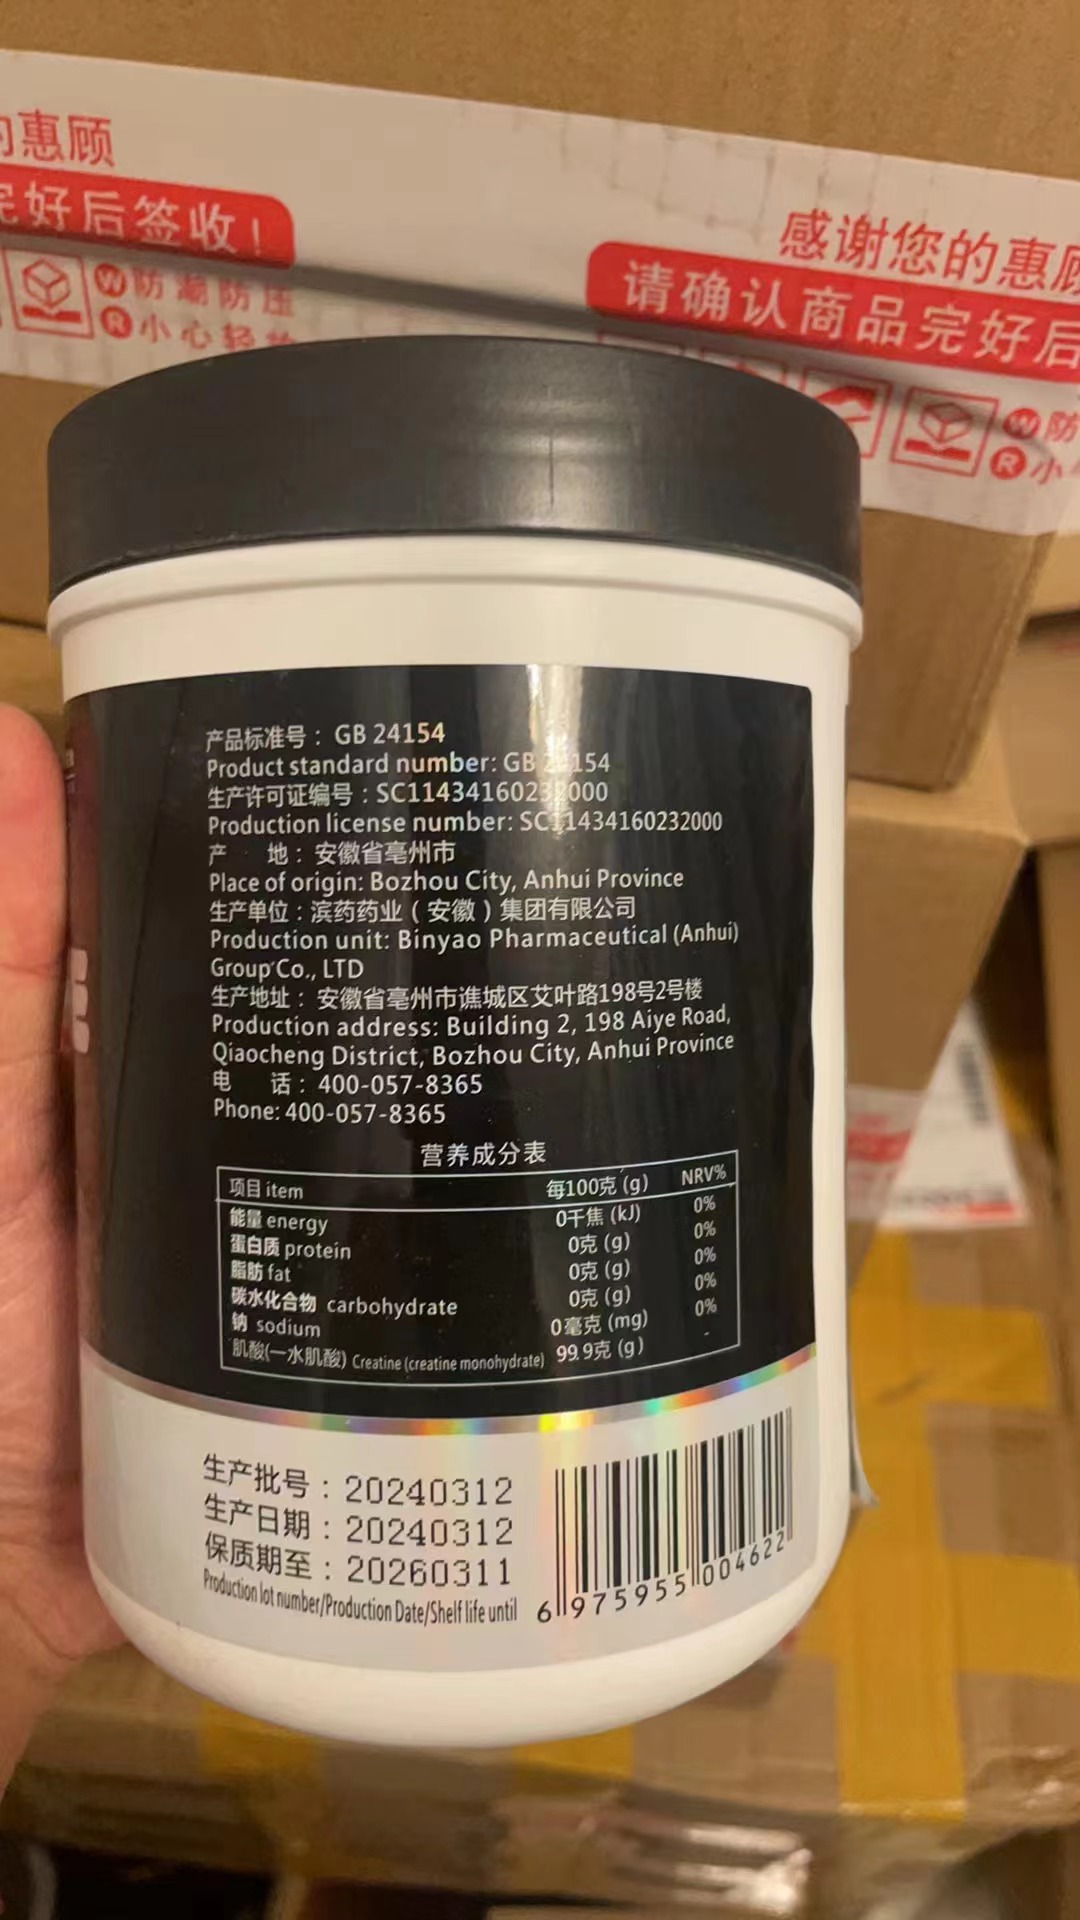 的惠顾
完好后签收!
W防潮防压
R小心轻放
感谢您的惠顾
请确认商品完好后
W防
R小
产品标准号：GB 24154
Product standard number: GB 24154
生产许可证编号：SC11434160232000
Production license number: SC11434160232000
产 地：安徽省亳州市
Place of origin: Bozhou City, Anhui Province
生产单位：滨药药业（安徽）集团有限公司
Production unit: Binyao Pharmaceutical (Anhui)
Group Co., LTD
生产地址：安徽省亳州市谯城区艾叶路198号2号楼
Production address: Building 2, 198 Aiye Road,
Qiaocheng District, Bozhou City, Anhui Province
电 话：400-057-8365
Phone: 400-057-8365
营养成分表
项目 item 每100克 (g) NRV%
能量 energy 0千焦 (kJ) 0%
蛋白质 protein 0克 (g) 0%
脂肪 fat 0克 (g) 0%
碳水化合物 carbohydrate 0克 (g) 0%
钠 sodium 0毫克 (mg) 0%
肌酸(一水肌酸) Creatine (creatine monohydrate) 99.9克 (g) -
生产批号：20240312
生产日期：20240312
保质期至：20260311
Production lot number/Production Date/Shelf life until
6 975955 004622